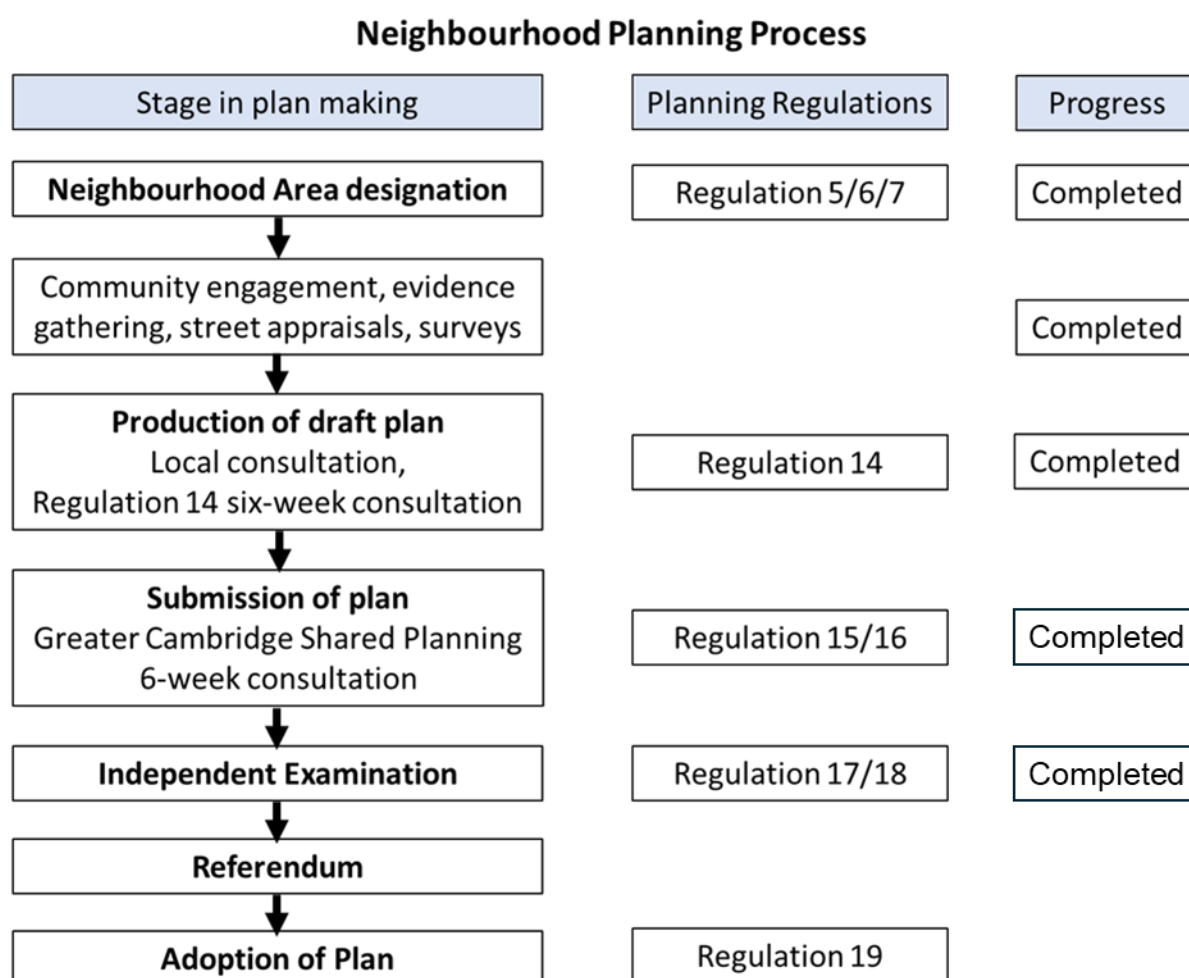 Neighbourhood Planning Process
Stage in plan making
Planning Regulations
Progress
Neighbourhood Area designation
Regulation 5/6/7
Completed
Community engagement, evidence
gathering, street appraisals, surveys
Completed
Production of draft plan
Local consultation,
Regulation 14 six-week consultation
Regulation 14
Completed
Submission of plan
Greater Cambridge Shared Planning
6-week consultation
Regulation 15/16
Completed
Independent Examination
Regulation 17/18
Completed
Referendum
Adoption of Plan
Regulation 19